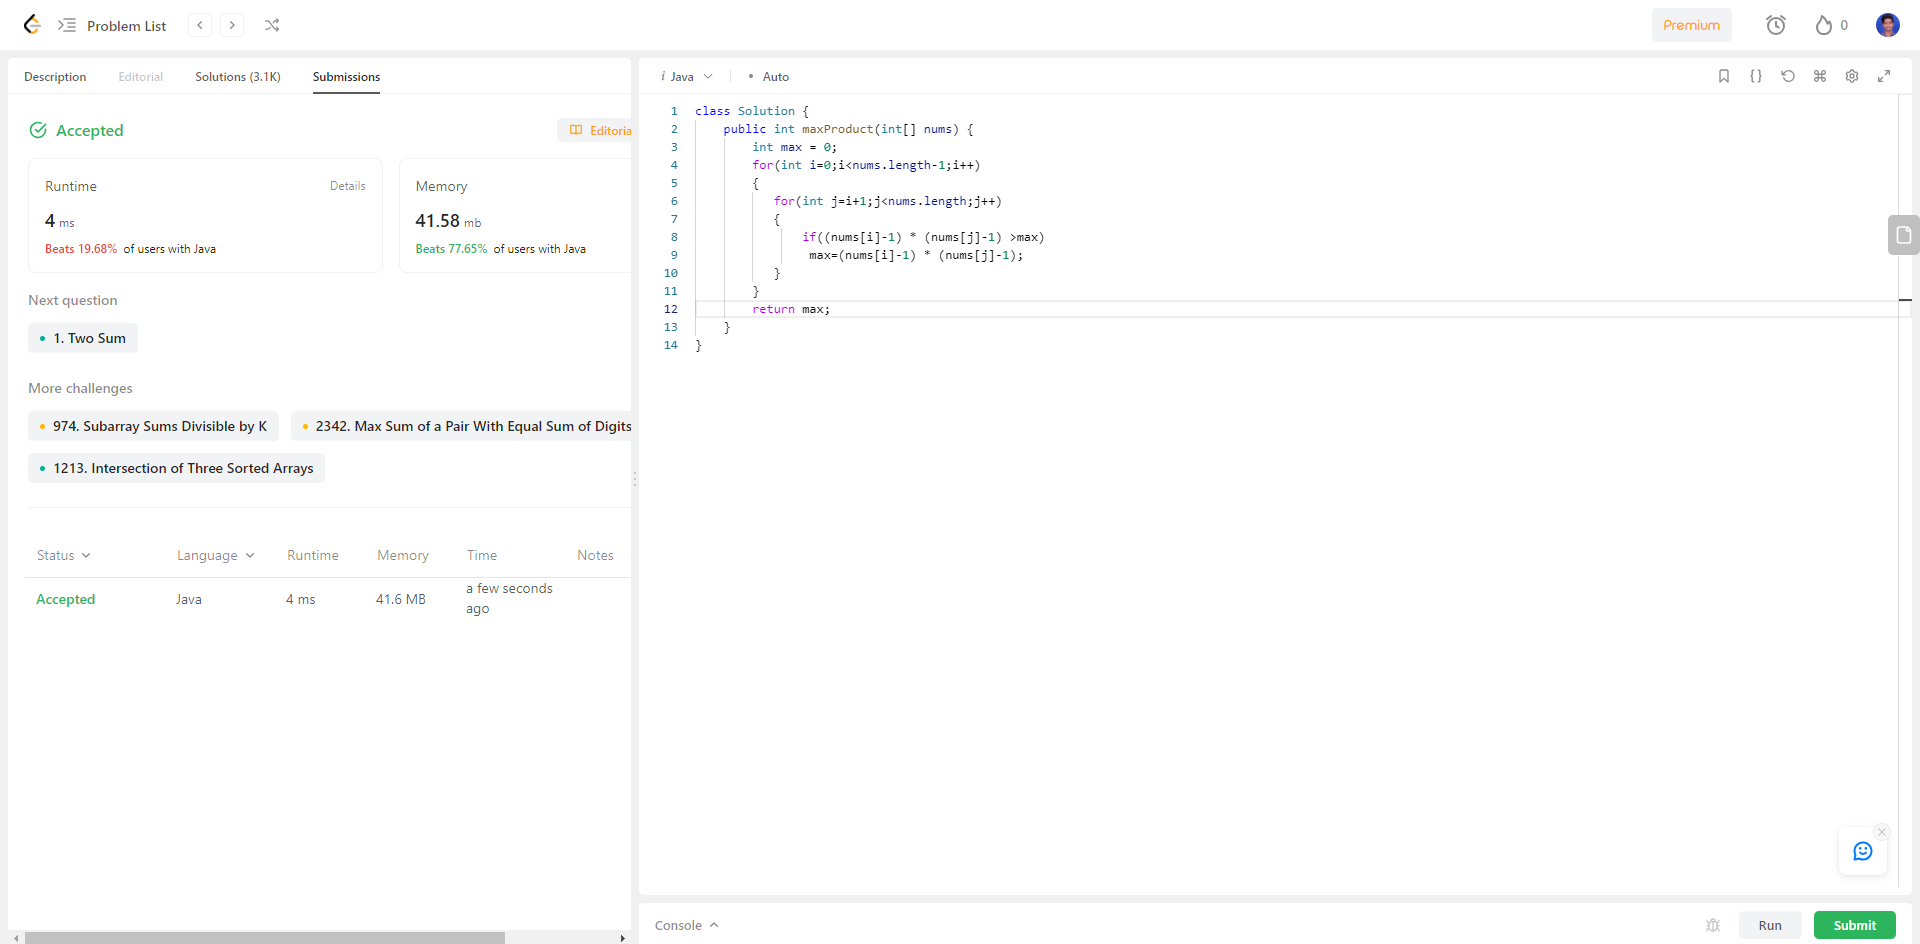 Problem List
Premium
0
Description Editorial Solutions (3.1K) Submissions
Accepted
Editoria
Runtime Details
4 ms
Beats 19.68% of users with Java
Memory
41.58 mb
Beats 77.65% of users with Java
Next question
1. Two Sum
More challenges
974. Subarray Sums Divisible by K
2342. Max Sum of a Pair With Equal Sum of Digits
1213. Intersection of Three Sorted Arrays
Status Language Runtime Memory Time Notes
Accepted Java 4 ms 41.6 MB a few seconds
ago
i Java • Auto
1 class Solution {
2     public int maxProduct(int[] nums) {
3         int max = 0;
4         for(int i=0;i<nums.length-1;i++)
5         {
6            for(int j=i+1;j<nums.length;j++)
7            {
8                if((nums[i]-1) * (nums[j]-1) >max)
9                 max=(nums[i]-1) * (nums[j]-1);
10            }
11         }
12         return max;
13     }
14 }
Console
Run
Submit